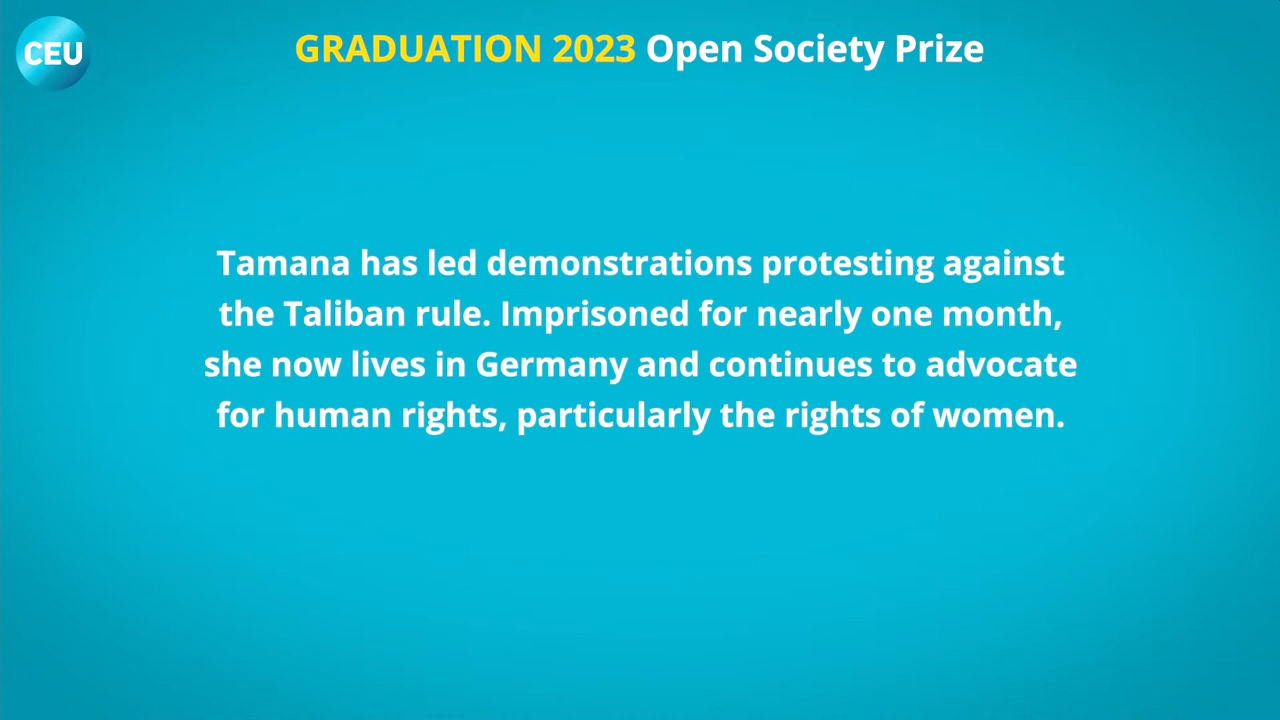 CEU
GRADUATION 2023 Open Society Prize
Tamana has led demonstrations protesting against
the Taliban rule. Imprisoned for nearly one month,
she now lives in Germany and continues to advocate
for human rights, particularly the rights of women.